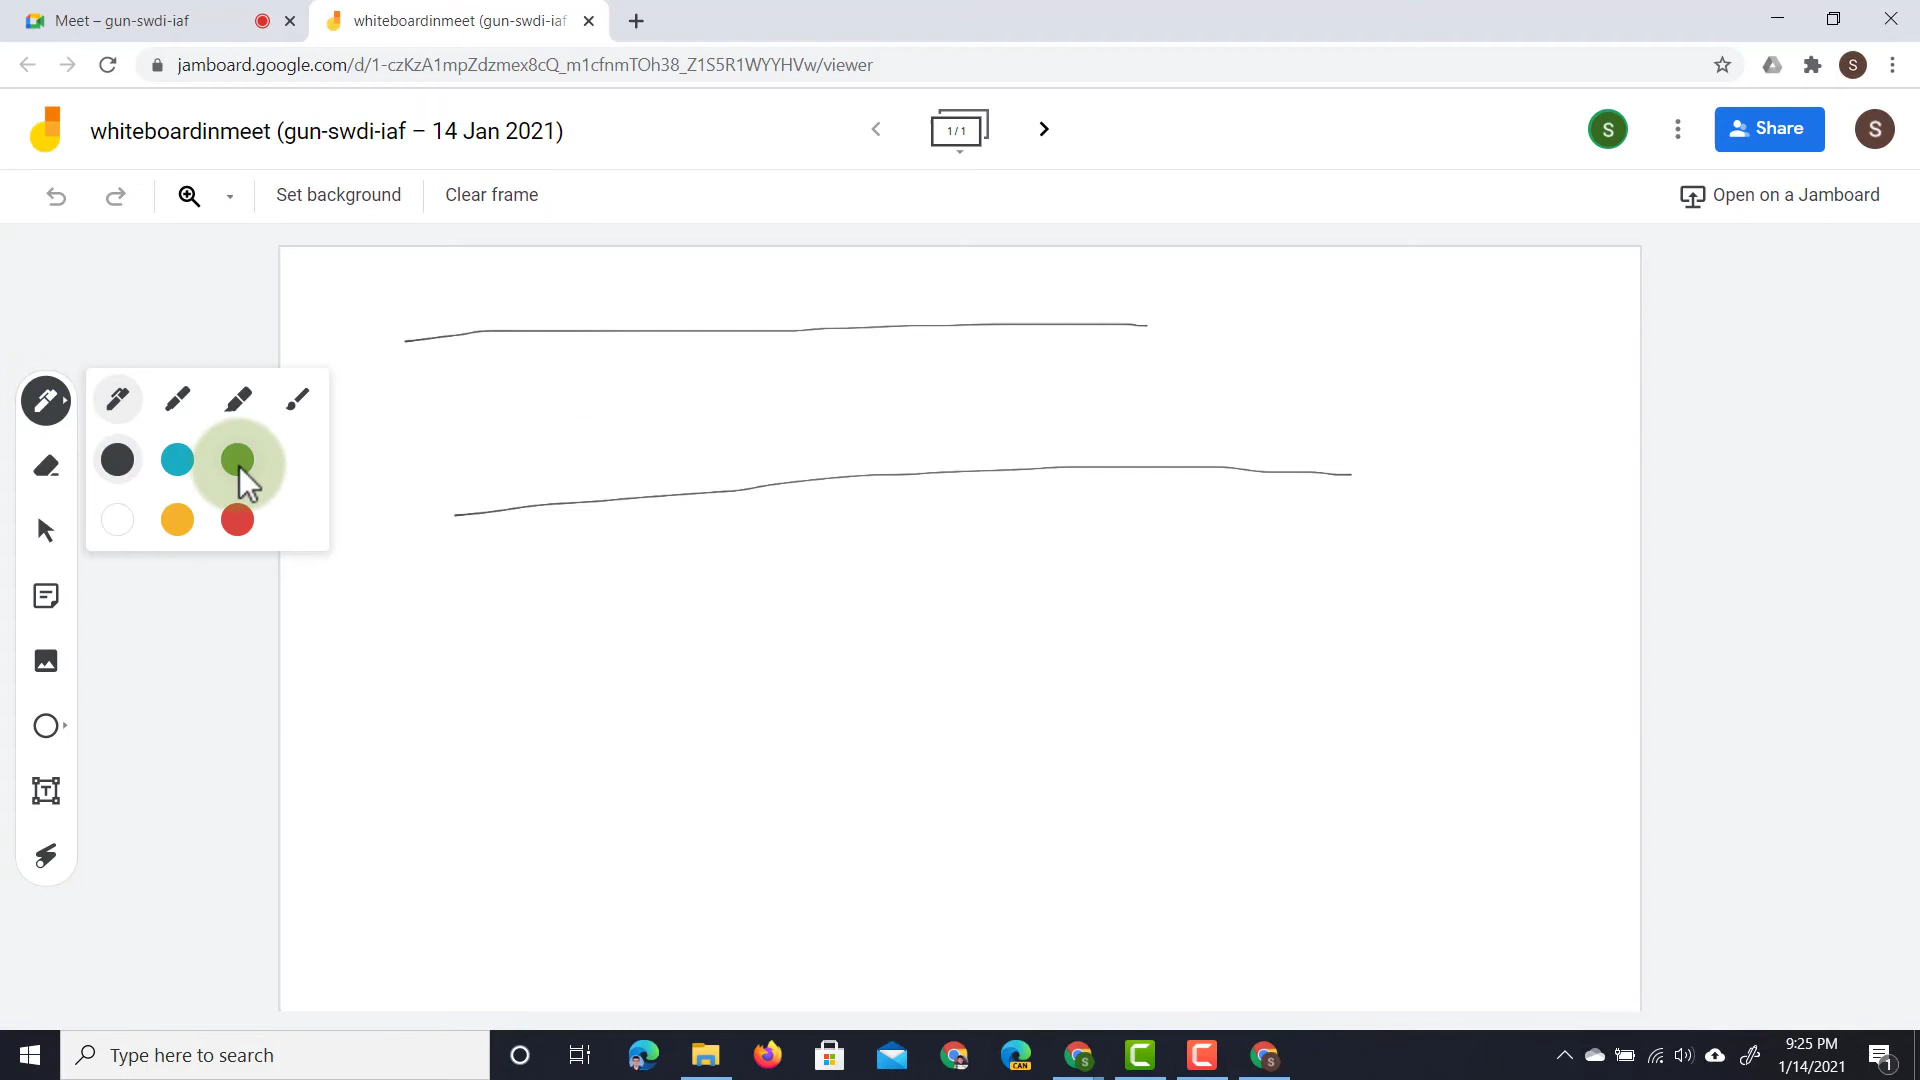 Meet – gun-swdi-iaf
whiteboardinmeet (gun-swdi-iaf
jamboard.google.com/d/1-czKzA1mpZdzmex8cQ_m1cfnmTOh38_Z1S5R1WYYHVw/viewer
S
whiteboardinmeet (gun-swdi-iaf – 14 Jan 2021)
1/1
S
Share
S
Set background
Clear frame
Open on a Jamboard
T
Type here to search
CAN
S
9:25 PM
1/14/2021
1